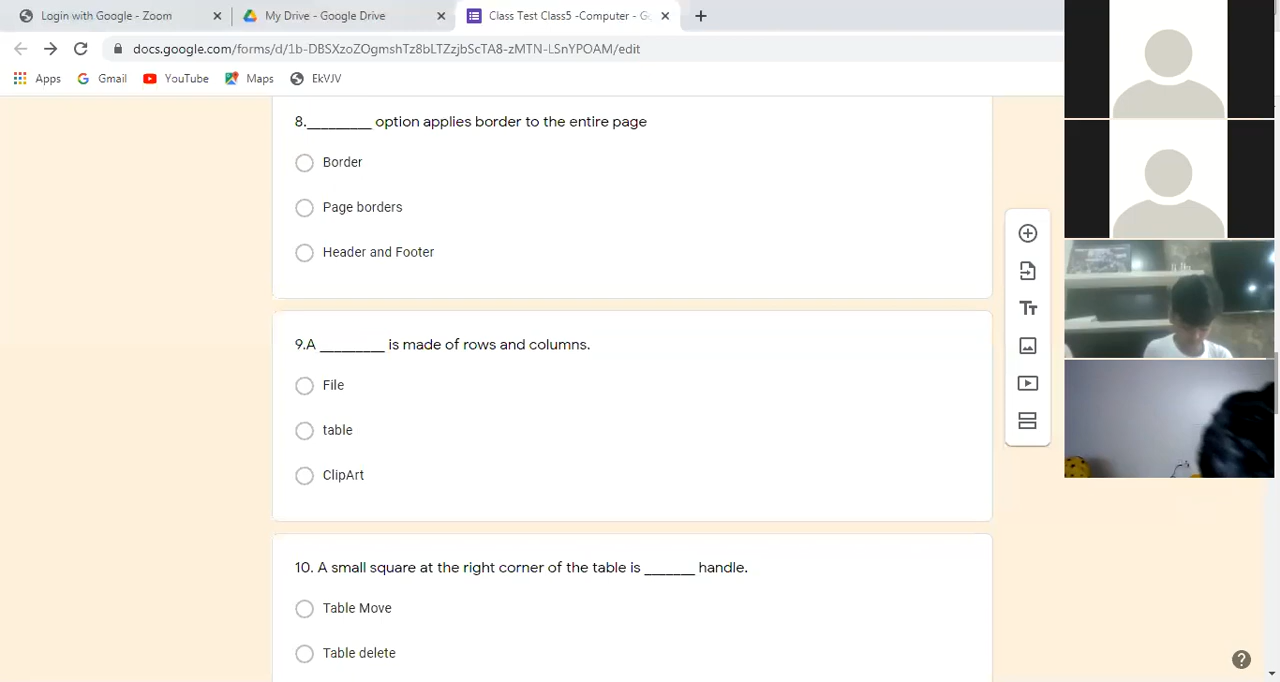 Login with Google - Zoom
My Drive - Google Drive
Class Test Class5 -Computer - G
docs.google.com/forms/d/1b-DBSXzoZOgmshTz8bLTZzjbScTA8-zMTN-LSnYPOAM/edit
Apps
Gmail
YouTube
Maps
EkVJV
8._________ option applies border to the entire page
Border
Page borders
Header and Footer
9.A _________ is made of rows and columns.
File
table
ClipArt
10. A small square at the right corner of the table is _______ handle.
Table Move
Table delete